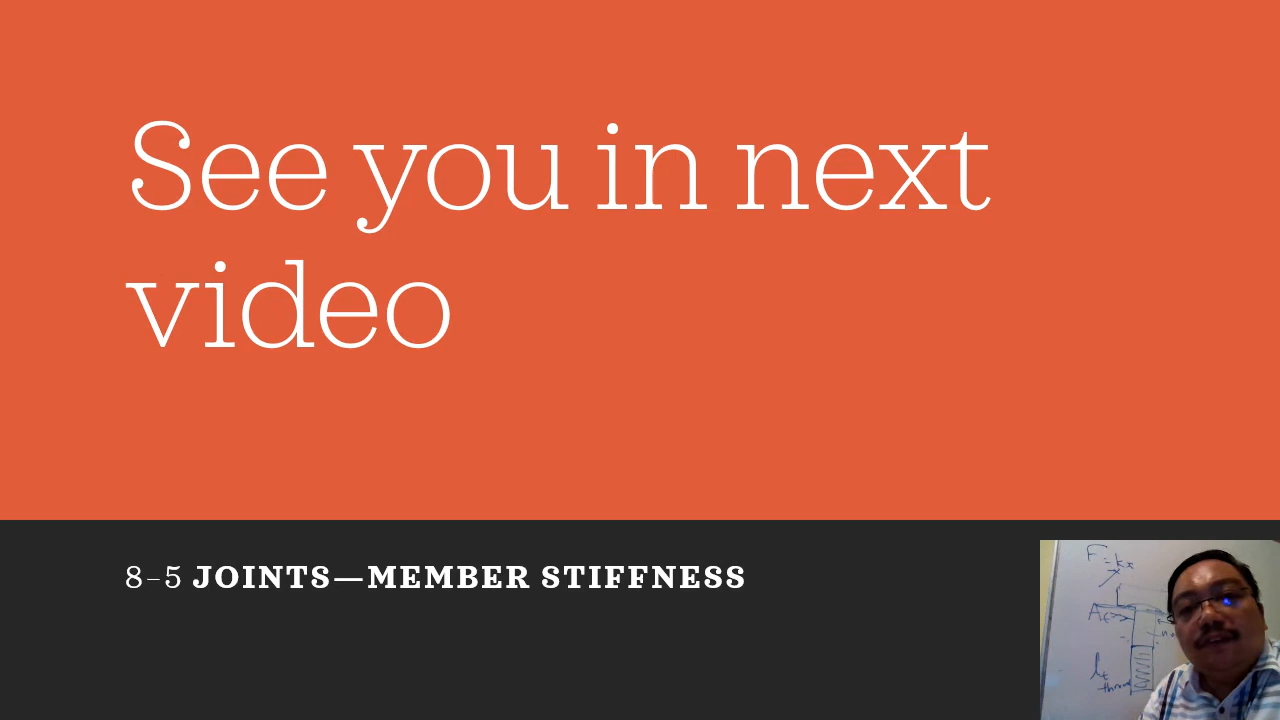 See you in next
video
8-5 JOINTS—MEMBER STIFFNESS
F=kx
A
l